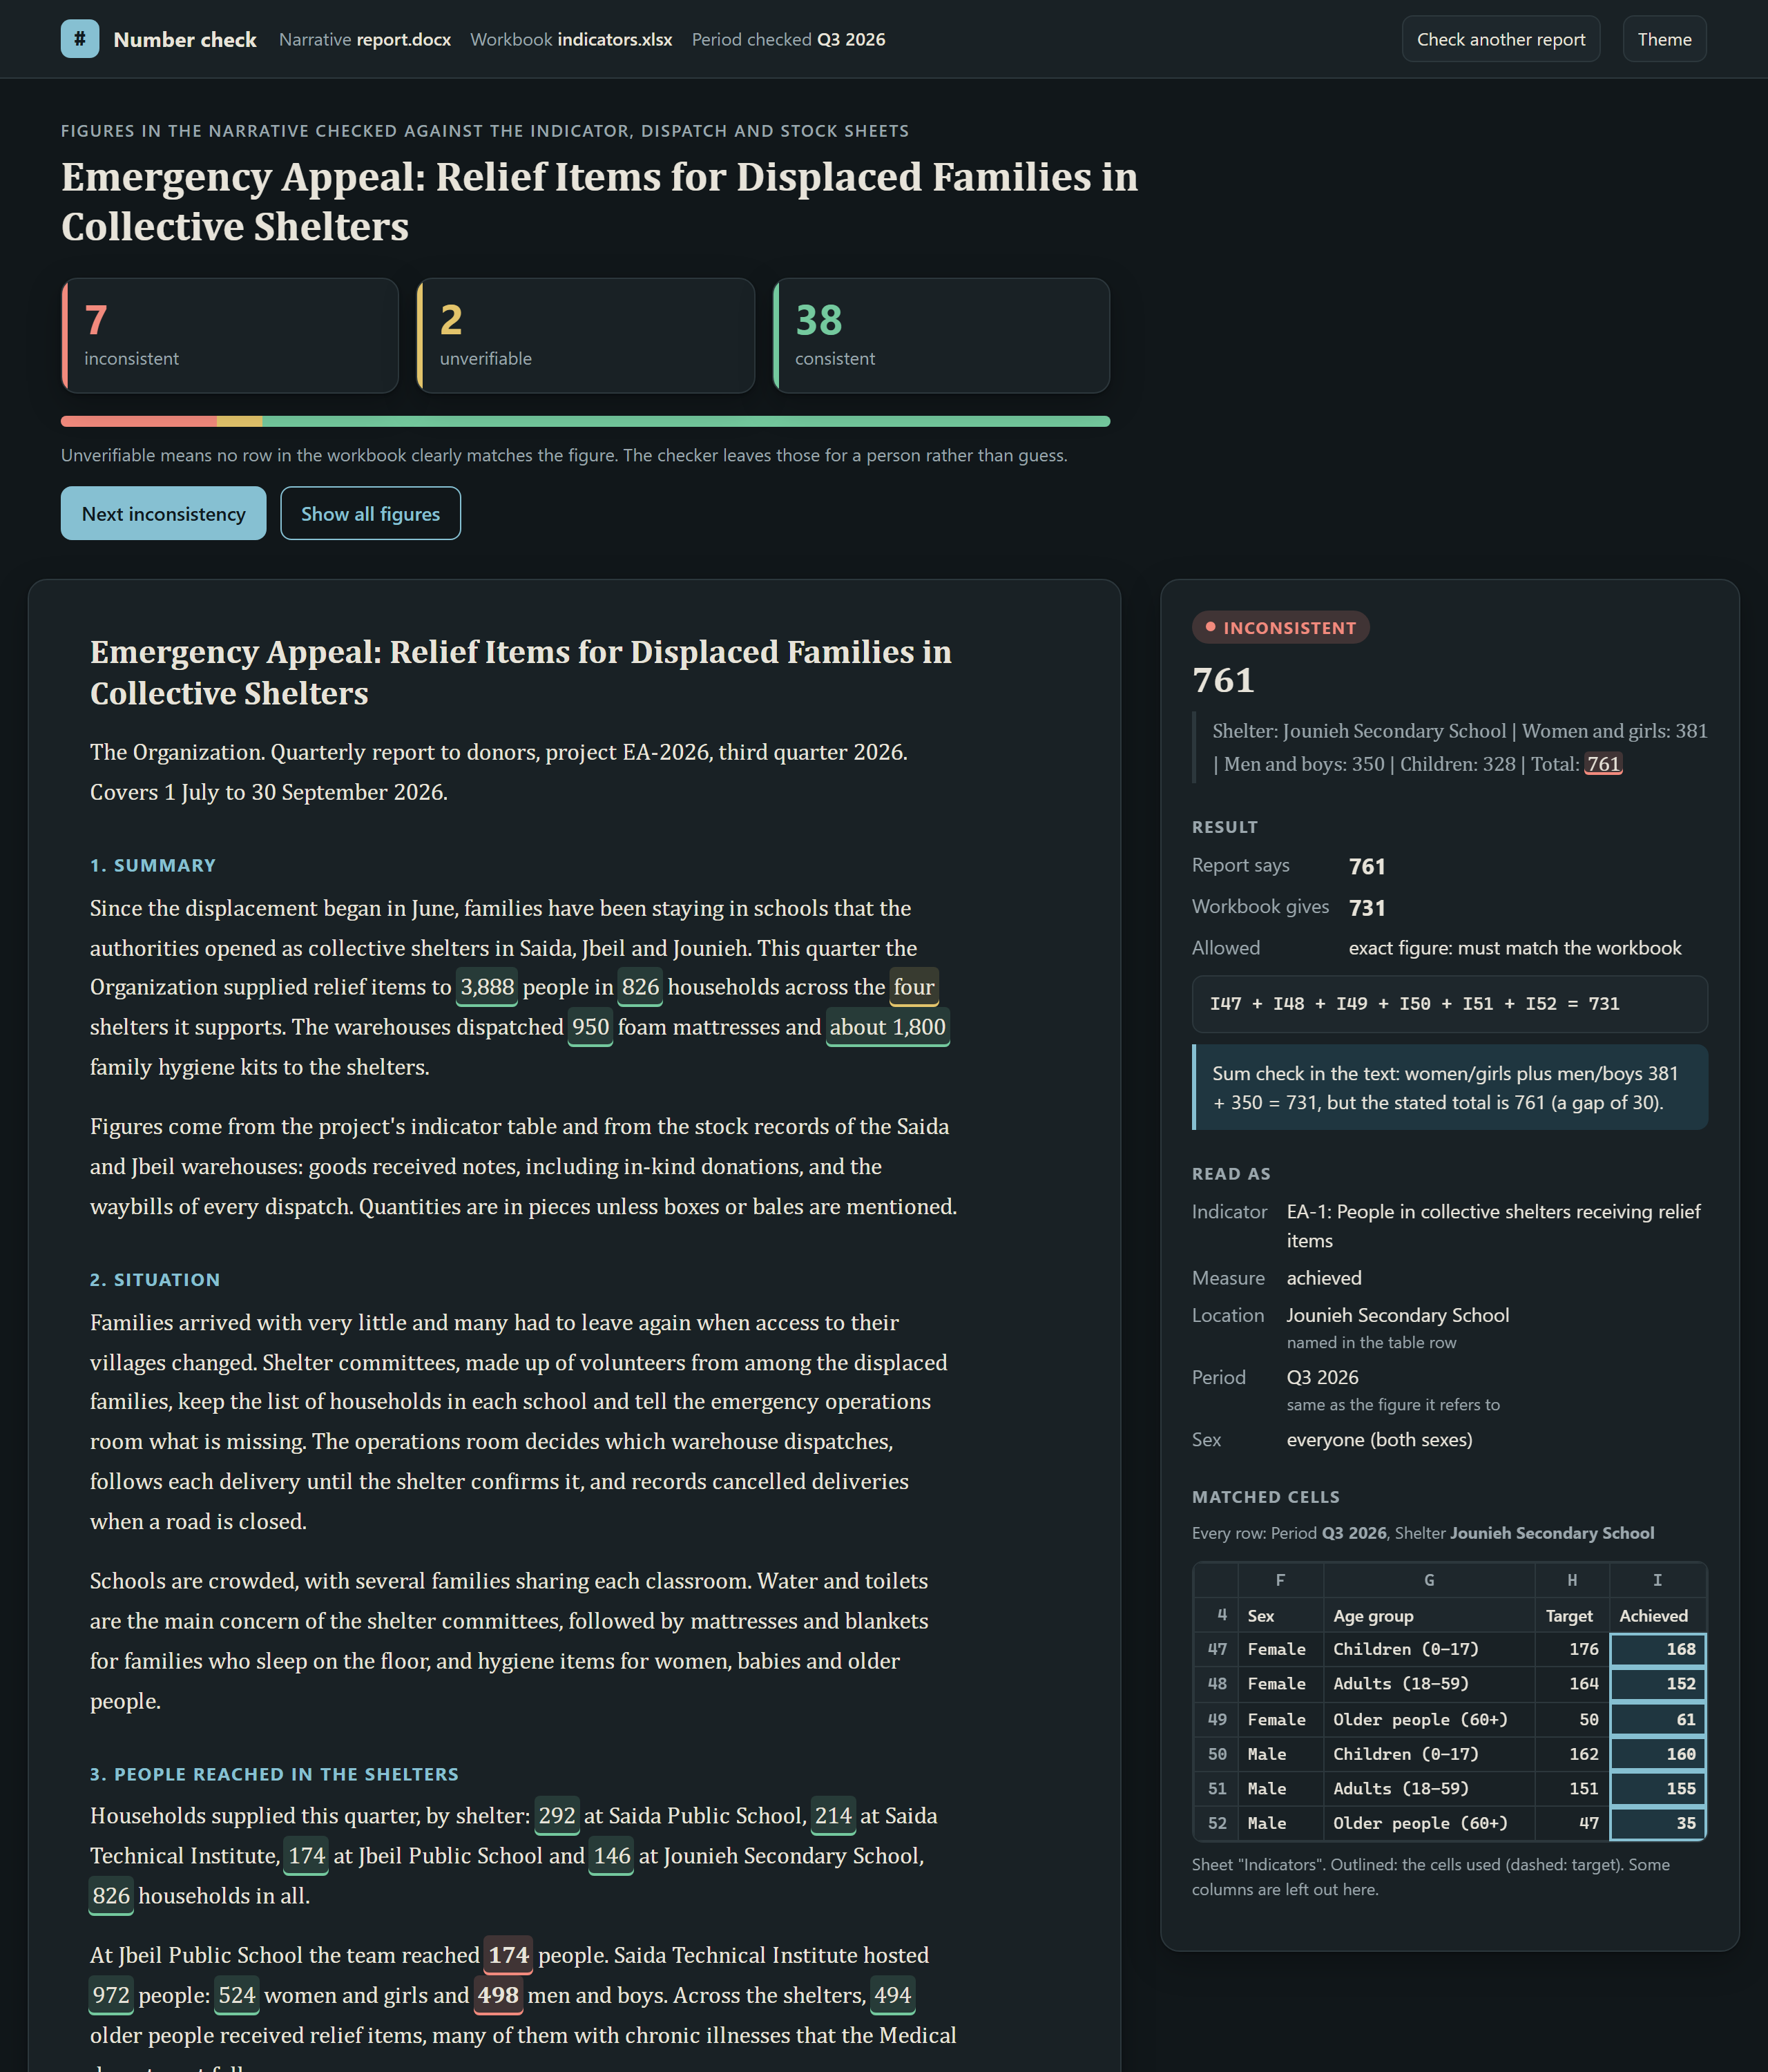 # Number check Narrative report.docx Workbook indicators.xlsx Period checked Q3 2026 Check another report Theme
FIGURES IN THE NARRATIVE CHECKED AGAINST THE INDICATOR, DISPATCH AND STOCK SHEETS
Emergency Appeal: Relief Items for Displaced Families in
Collective Shelters
7
inconsistent
2
unverifiable
38
consistent
Unverifiable means no row in the workbook clearly matches the figure. The checker leaves those for a person rather than guess.
Next inconsistency Show all figures
Emergency Appeal: Relief Items for Displaced Families in
Collective Shelters
The Organization. Quarterly report to donors, project EA-2026, third quarter 2026.
Covers 1 July to 30 September 2026.
1. SUMMARY
Since the displacement began in June, families have been staying in schools that the
authorities opened as collective shelters in Saida, Jbeil and Jounieh. This quarter the
Organization supplied relief items to 3,888 people in 826 households across the four
shelters it supports. The warehouses dispatched 950 foam mattresses and about 1,800
family hygiene kits to the shelters.
Figures come from the project's indicator table and from the stock records of the Saida
and Jbeil warehouses: goods received notes, including in-kind donations, and the
waybills of every dispatch. Quantities are in pieces unless boxes or bales are mentioned.
2. SITUATION
Families arrived with very little and many had to leave again when access to their
villages changed. Shelter committees, made up of volunteers from among the displaced
families, keep the list of households in each school and tell the emergency operations
room what is missing. The operations room decides which warehouse dispatches,
follows each delivery until the shelter confirms it, and records cancelled deliveries
when a road is closed.
Schools are crowded, with several families sharing each classroom. Water and toilets
are the main concern of the shelter committees, followed by mattresses and blankets
for families who sleep on the floor, and hygiene items for women, babies and older
people.
3. PEOPLE REACHED IN THE SHELTERS
Households supplied this quarter, by shelter: 292 at Saida Public School, 214 at Saida
Technical Institute, 174 at Jbeil Public School and 146 at Jounieh Secondary School,
826 households in all.
At Jbeil Public School the team reached 174 people. Saida Technical Institute hosted
972 people: 524 women and girls and 498 men and boys. Across the shelters, 494
older people received relief items, many of them with chronic illnesses that the Medical
INCONSISTENT
761
Shelter: Jounieh Secondary School | Women and girls: 381
| Men and boys: 350 | Children: 328 | Total: 761
RESULT
Report says 761
Workbook gives 731
Allowed exact figure: must match the workbook
I47 + I48 + I49 + I50 + I51 + I52 = 731
Sum check in the text: women/girls plus men/boys 381
+ 350 = 731, but the stated total is 761 (a gap of 30).
READ AS
Indicator EA-1: People in collective shelters receiving relief
items
Measure achieved
Location Jounieh Secondary School
named in the table row
Period Q3 2026
same as the figure it refers to
Sex everyone (both sexes)
MATCHED CELLS
Every row: Period Q3 2026, Shelter Jounieh Secondary School
F G H I
4 Sex Age group Target Achieved
47 Female Children (0–17) 176 168
48 Female Adults (18–59) 164 152
49 Female Older people (60+) 50 61
50 Male Children (0–17) 162 160
51 Male Adults (18–59) 151 155
52 Male Older people (60+) 47 35
Sheet "Indicators". Outlined: the cells used (dashed: target). Some
columns are left out here.